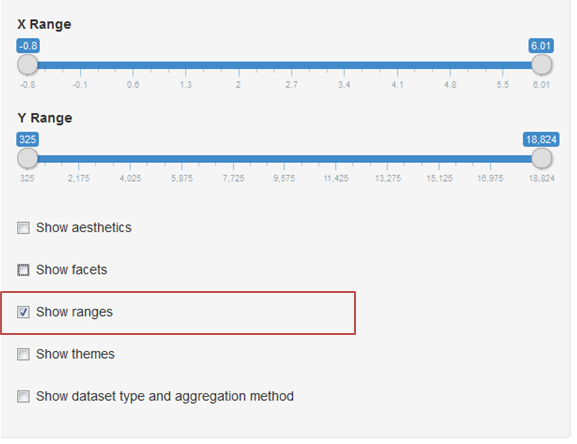 X Range
-0.8 6.01
-0.8 -0.1 0.6 1.3 2 2.7 3.4 4.1 4.8 5.5 6.01
Y Range
325 18,824
325 2,175 4,025 5,875 7,725 9,575 11,425 13,275 15,125 16,975 18,824
Show aesthetics
Show facets
Show ranges
Show themes
Show dataset type and aggregation method